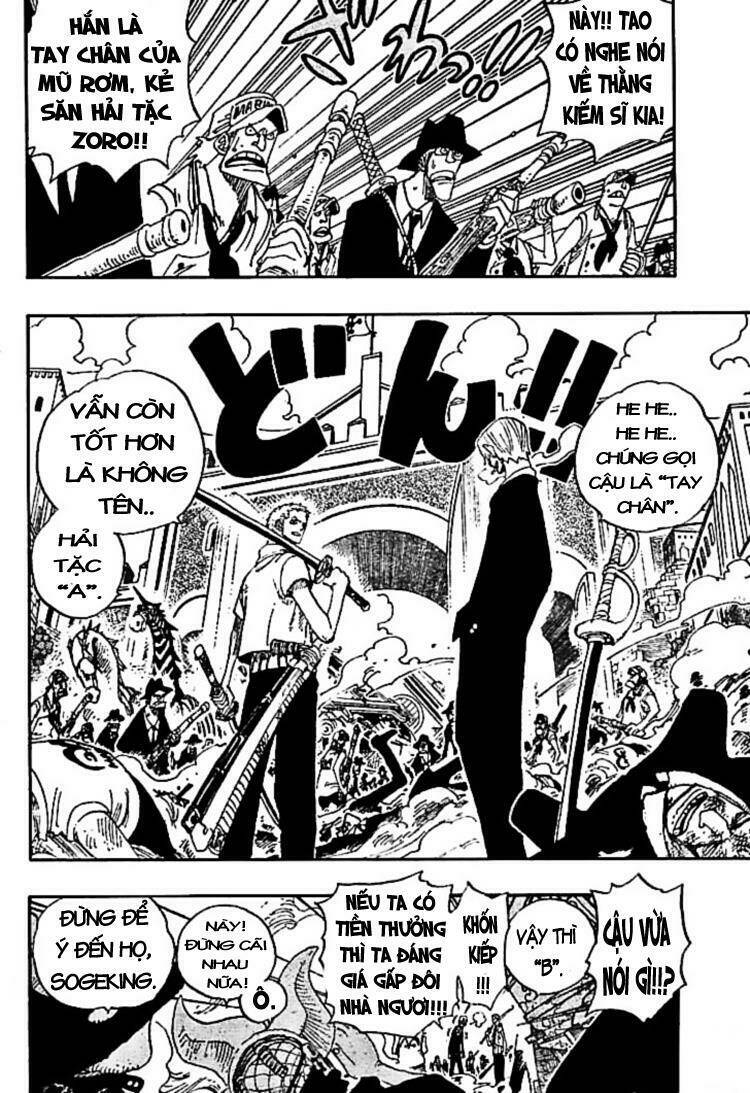 NÀY!! TAO
CÓ NGHE NÓI
VỀ THẰNG
KIẾM SĨ KIA!
HẮN LÀ
TAY CHÂN CỦA
MŨ RƠM, KẺ
SĂN HẢI TẶC
ZORO!!
MARIN
どん!!
HE HE..
HE HE..
CHÚNG GỌI
CẬU LÀ "TAY
CHÂN".
VẪN CÒN
TỐT HƠN
LÀ KHÔNG
TÊN..
HẢI
TẶC
"A".
CẬU VỪA
NÓI GÌ!!?
VẬY THÌ
"B".
KHỐN
KIẾP
!!!
NẾU TA CÓ
TIỀN THƯỞNG
THÌ TA ĐÁNG
GIÁ GẤP ĐÔI
NHÀ NGƯƠI!!!
NÀY!
ĐỪNG CÃI
NHAU
NỮA!
Ồ.
ĐỪNG ĐỂ
Ý ĐẾN HỌ,
SOGEKING.